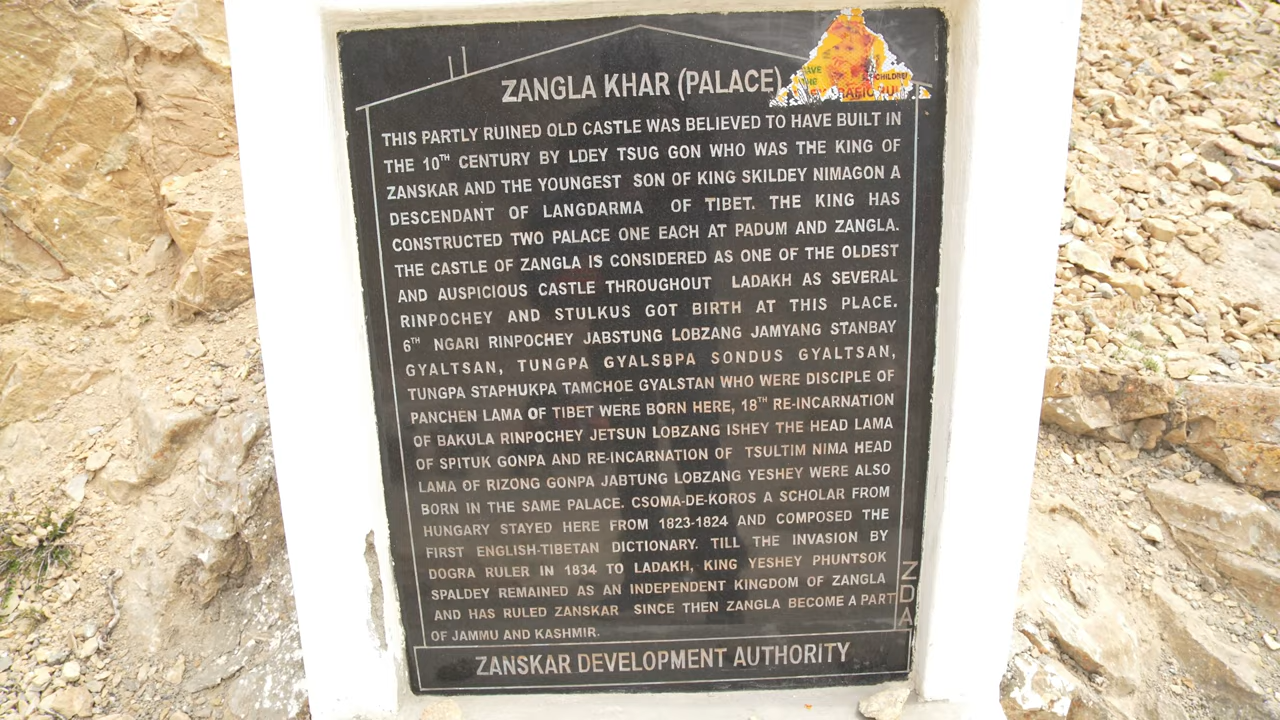 ZANGLA KHAR (PALACE)
THIS PARTLY RUINED OLD CASTLE WAS BELIEVED TO HAVE BUILT IN
THE 10TH CENTURY BY LDEY TSUG GON WHO WAS THE KING OF
ZANSKAR AND THE YOUNGEST SON OF KING SKILDEY NIMAGON A
DESCENDANT OF LANGDARMA OF TIBET. THE KING HAS
CONSTRUCTED TWO PALACE ONE EACH AT PADUM AND ZANGLA.
THE CASTLE OF ZANGLA IS CONSIDERED AS ONE OF THE OLDEST
AND AUSPICIOUS CASTLE THROUGHOUT LADAKH AS SEVERAL
RINPOCHEY AND STULKUS GOT BIRTH AT THIS PLACE.
6TH NGARI RINPOCHEY JABSTUNG LOBZANG JAMYANG STANBAY
GYALTSAN, TUNGPA GYALSBPA SONDUS GYALTSAN,
TUNGPA STAPHUKPA TAMCHOE GYALSTAN WHO WERE DISCIPLE OF
PANCHEN LAMA OF TIBET WERE BORN HERE, 18TH RE-INCARNATION
OF BAKULA RINPOCHEY JETSUN LOBZANG ISHEY THE HEAD LAMA
OF SPITUK GONPA AND RE-INCARNATION OF TSULTIM NIMA HEAD
LAMA OF RIZONG GONPA JABTUNG LOBZANG YESHEY WERE ALSO
BORN IN THE SAME PALACE. CSOMA-DE-KOROS A SCHOLAR FROM
HUNGARY STAYED HERE FROM 1823-1824 AND COMPOSED THE
FIRST ENGLISH-TIBETAN DICTIONARY. TILL THE INVASION BY
DOGRA RULER IN 1834 TO LADAKH, KING YESHEY PHUNTSOK
SPALDEY REMAINED AS AN INDEPENDENT KINGDOM OF ZANGLA
AND HAS RULED ZANSKAR SINCE THEN ZANGLA BECOME A PART
OF JAMMU AND KASHMIR.
ZDA
ZANSKAR DEVELOPMENT AUTHORITY